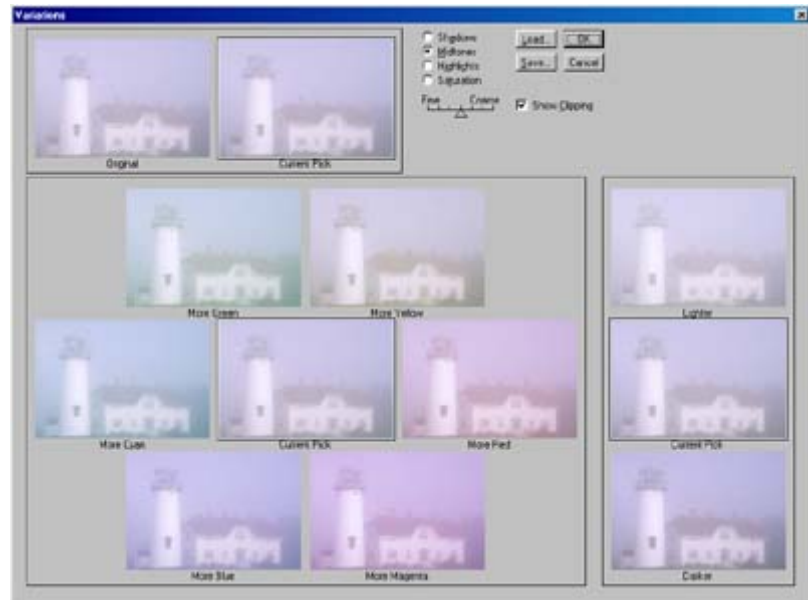 Variations
Original
Current Pick
Shadows
Midtones
Highlights
Saturation
Fine Coarse
Load...
OK
Save...
Cancel
Show Clipping
More Green
More Yellow
More Cyan
Current Pick
More Red
More Blue
More Magenta
Lighter
Current Pick
Darker